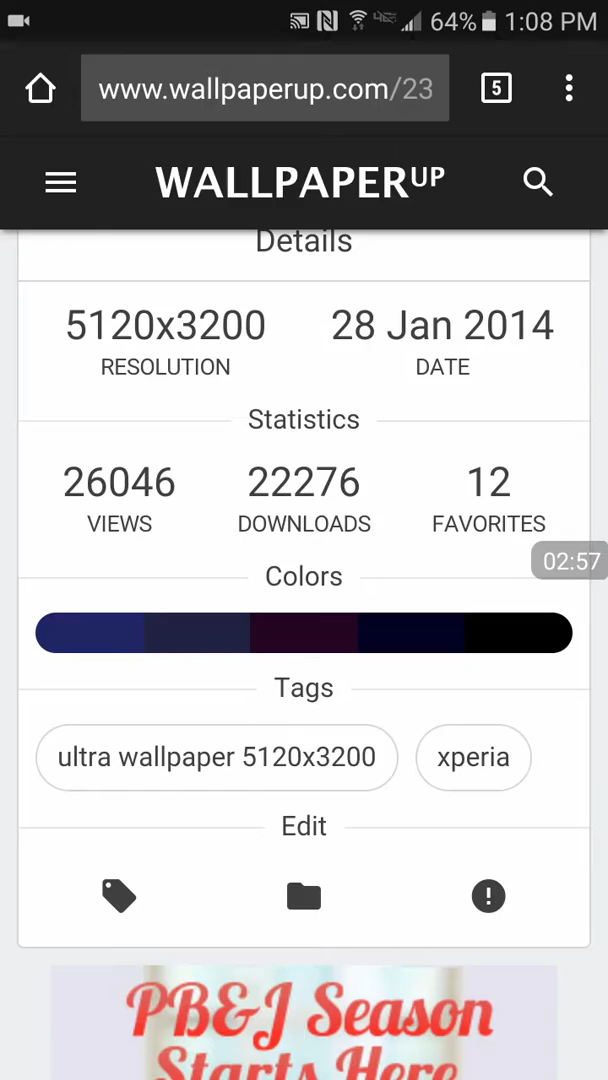 64% 1:08 PM
www.wallpaperup.com/23 5
WALLPAPERUP
Details
5120x3200 28 Jan 2014
RESOLUTION DATE
Statistics
26046 22276 12
VIEWS DOWNLOADS FAVORITES
02:57
Colors
Tags
ultra wallpaper 5120x3200 xperia
Edit
PB&J Season
Starts Here